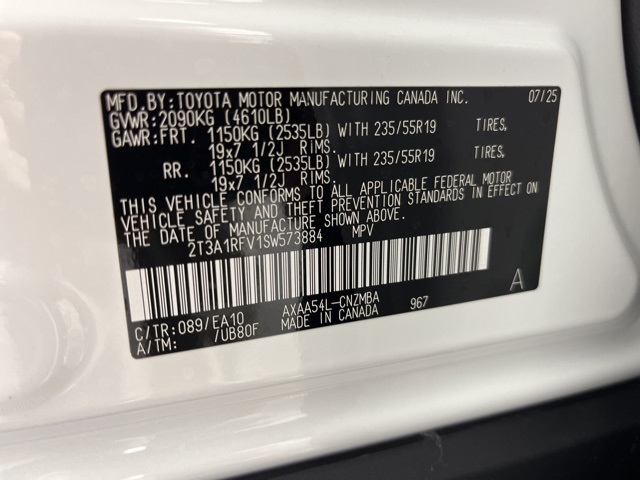 MFD.BY:TOYOTA MOTOR MANUFACTURING CANADA INC. 07/25
GVWR:2090KG (4610LB)
GAWR:FRT. 1150KG (2535LB) WITH 235/55R19 TIRES,
19x7 1/2J RIMS.
RR. 1150KG (2535LB) WITH 235/55R19 TIRES,
19x7 1/2J RIMS.
THIS VEHICLE CONFORMS TO ALL APPLICABLE FEDERAL MOTOR
VEHICLE SAFETY AND THEFT PREVENTION STANDARDS IN EFFECT ON
THE DATE OF MANUFACTURE SHOWN ABOVE.
2T3A1RFV1SW573884 MPV
A
C/TR:089/EA10 AXAA54L-CNZMBA 967
A/TM: /UB80F MADE IN CANADA